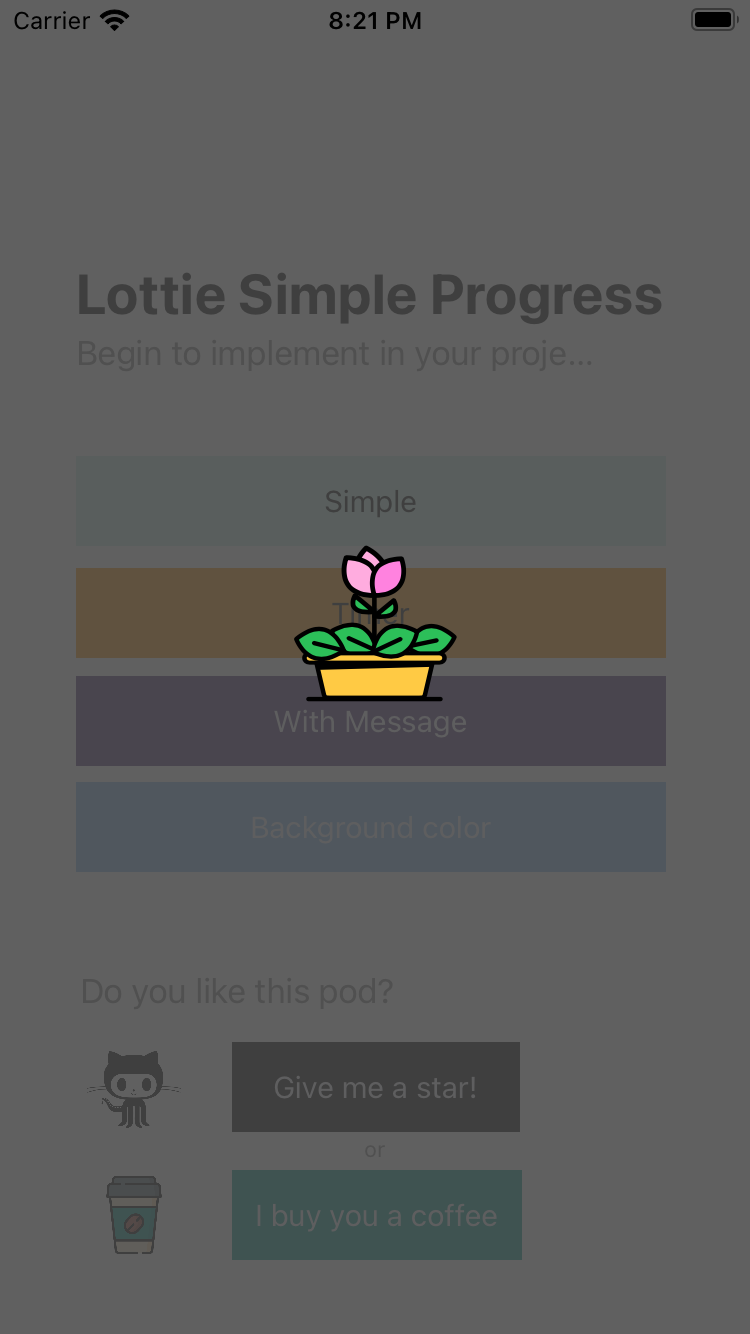 Carrier
8:21 PM
Lottie Simple Progress
Begin to implement in your proje...
Simple
Timer
With Message
Background color
Do you like this pod?
Give me a star!
or
I buy you a coffee